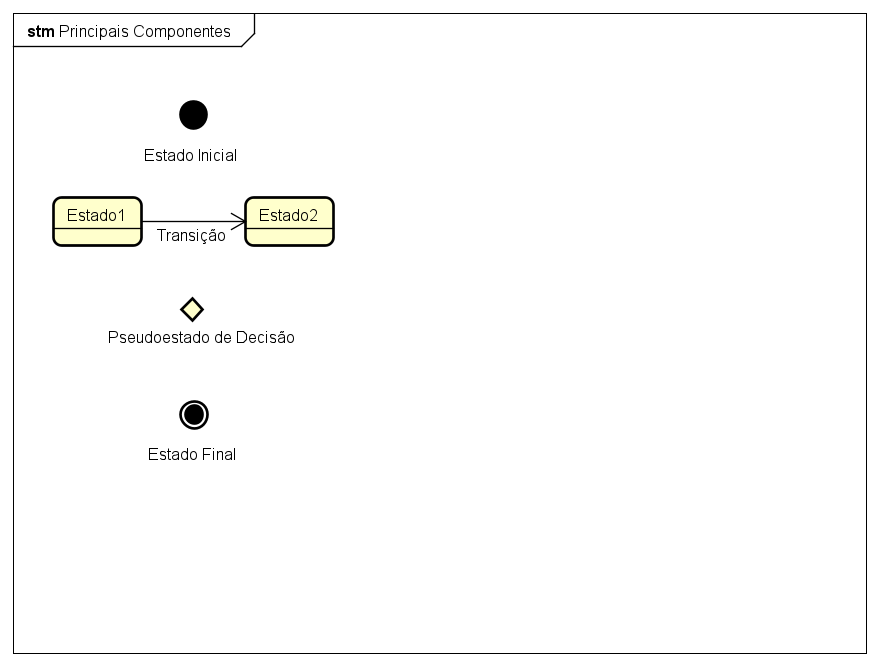 stm Principais Componentes
Estado Inicial
Estado1
Estado2
Transição
Pseudoestado de Decisão
Estado Final